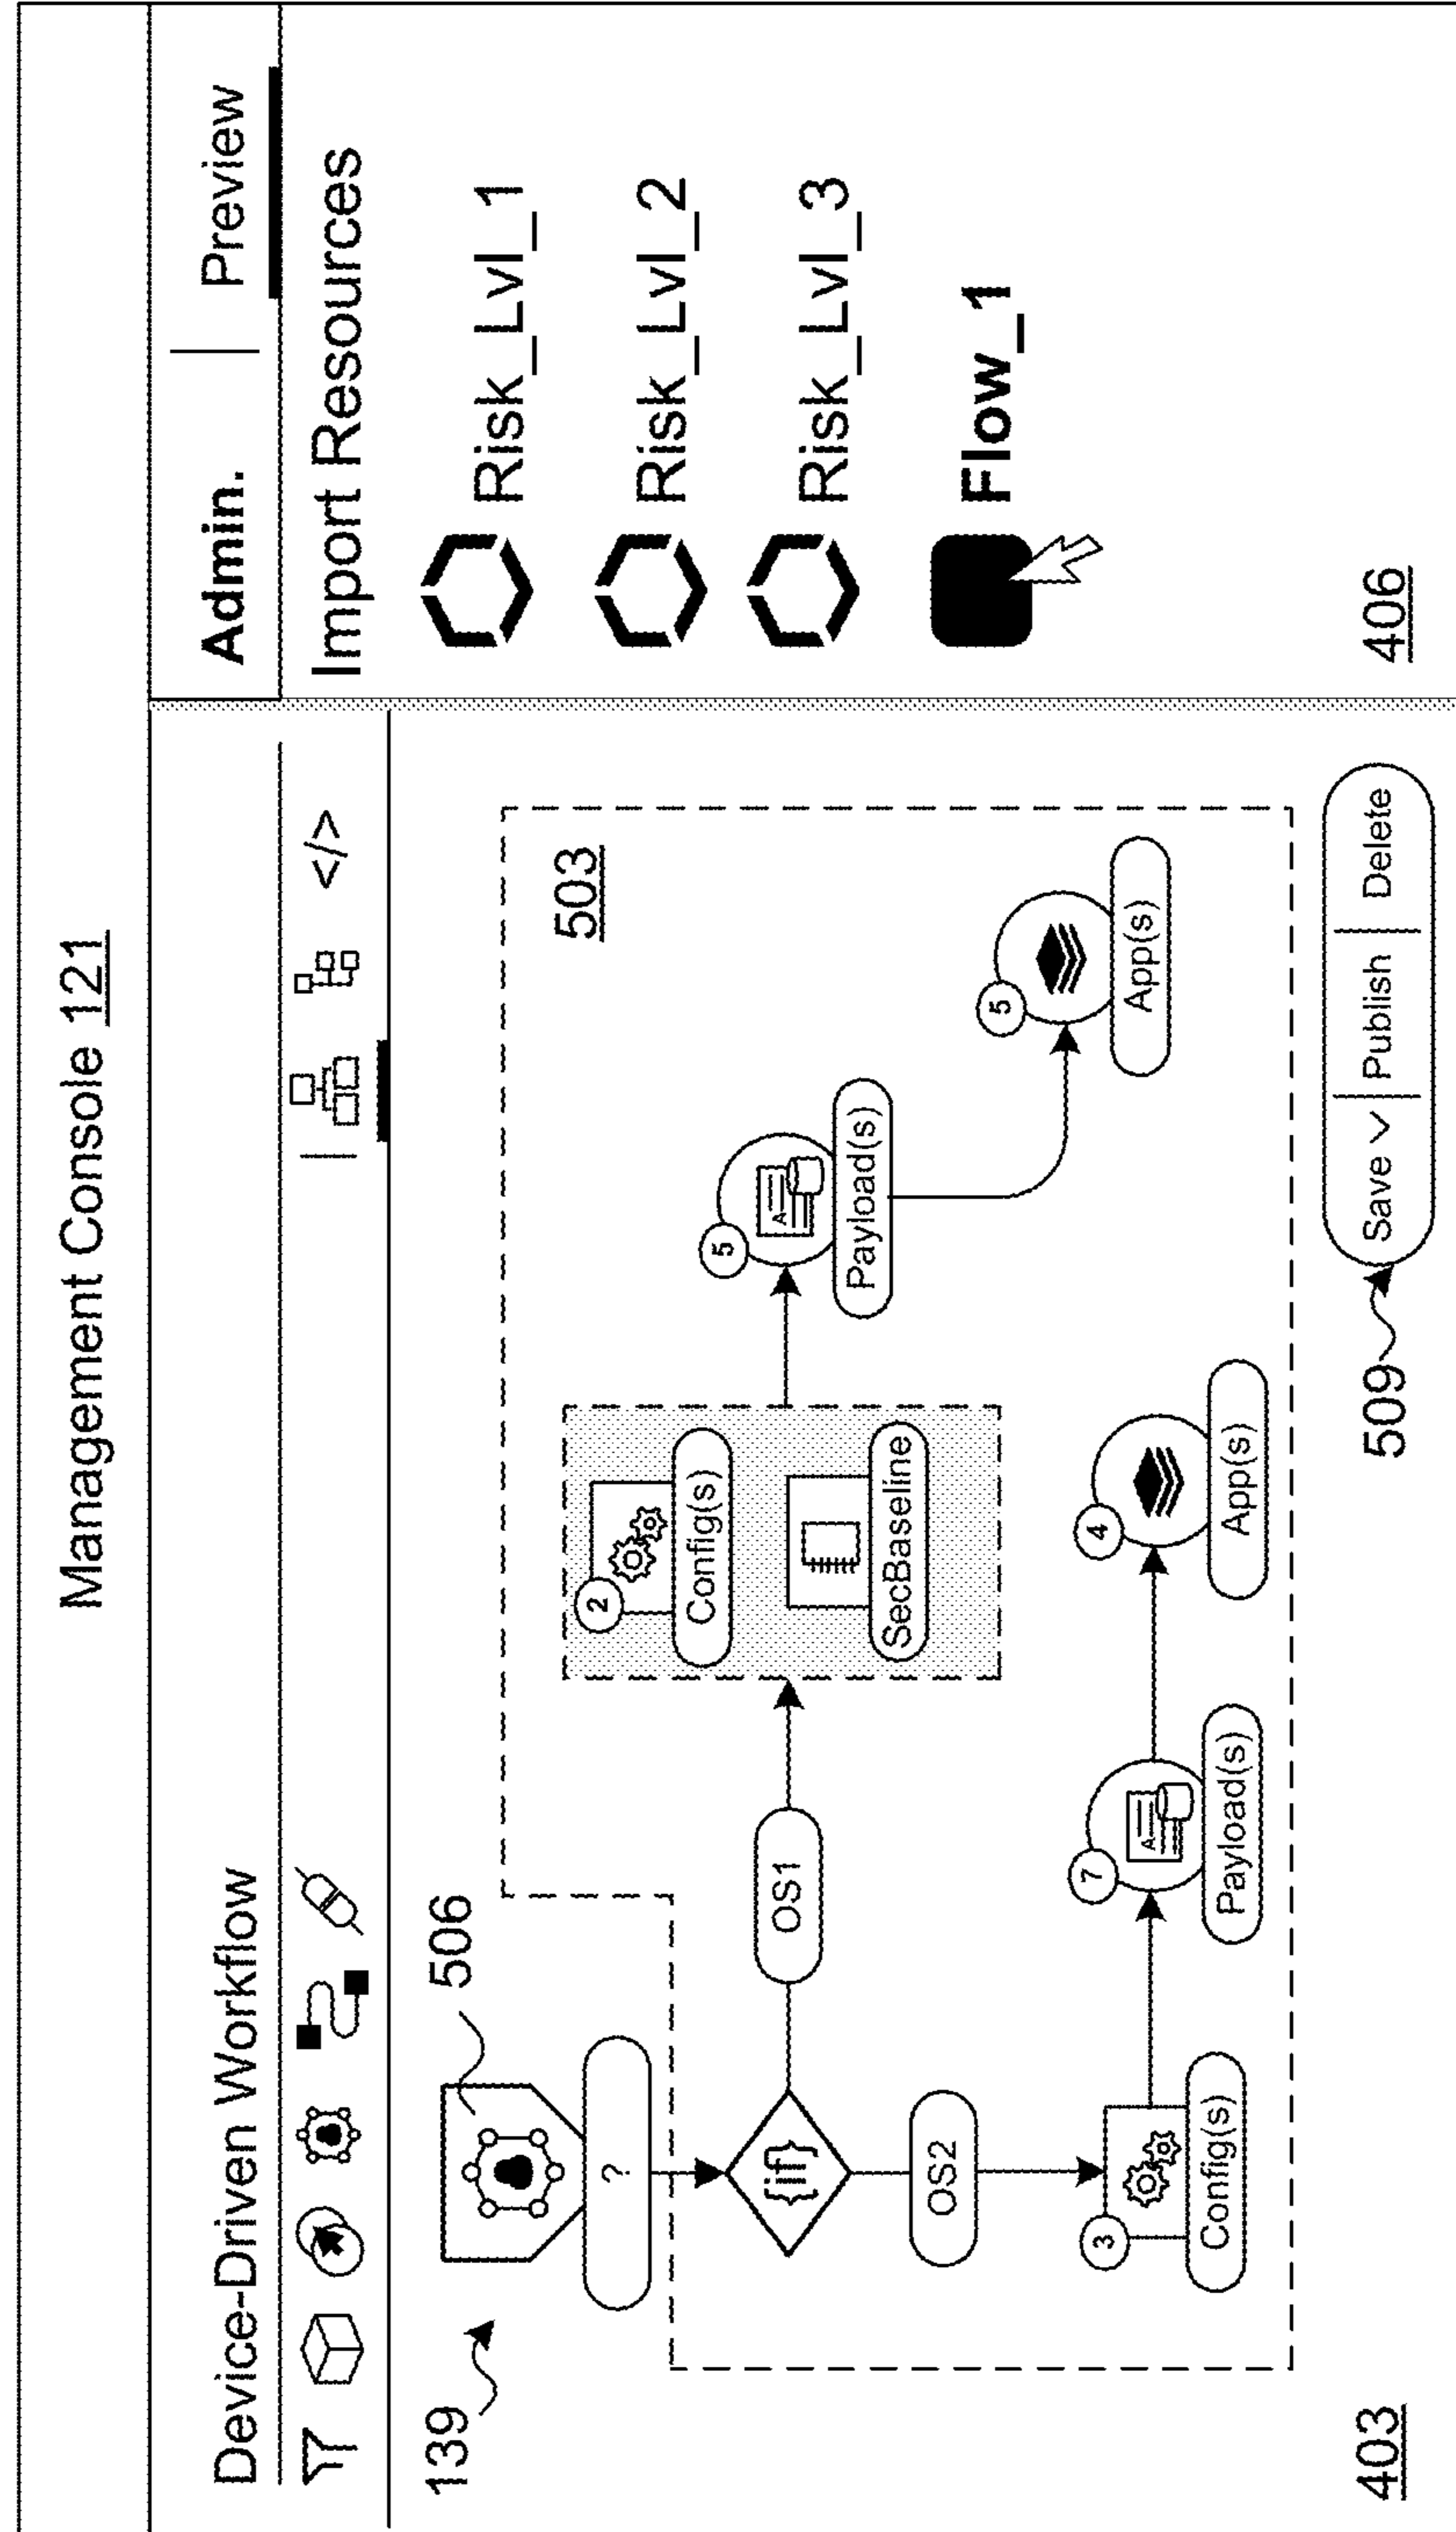 Management Console 121
Device-Driven Workflow
Admin. | Preview
</>
Import Resources
Risk_Lvl_1
Risk_Lvl_2
Risk_Lvl_3
Flow_1
406
139
506
?
503
{if}
OS1
2
Config(s)
SecBaseline
5
A
Payload(s)
5
App(s)
OS2
3
Config(s)
7
A
Payload(s)
4
App(s)
403
509
Save ∨ | Publish | Delete